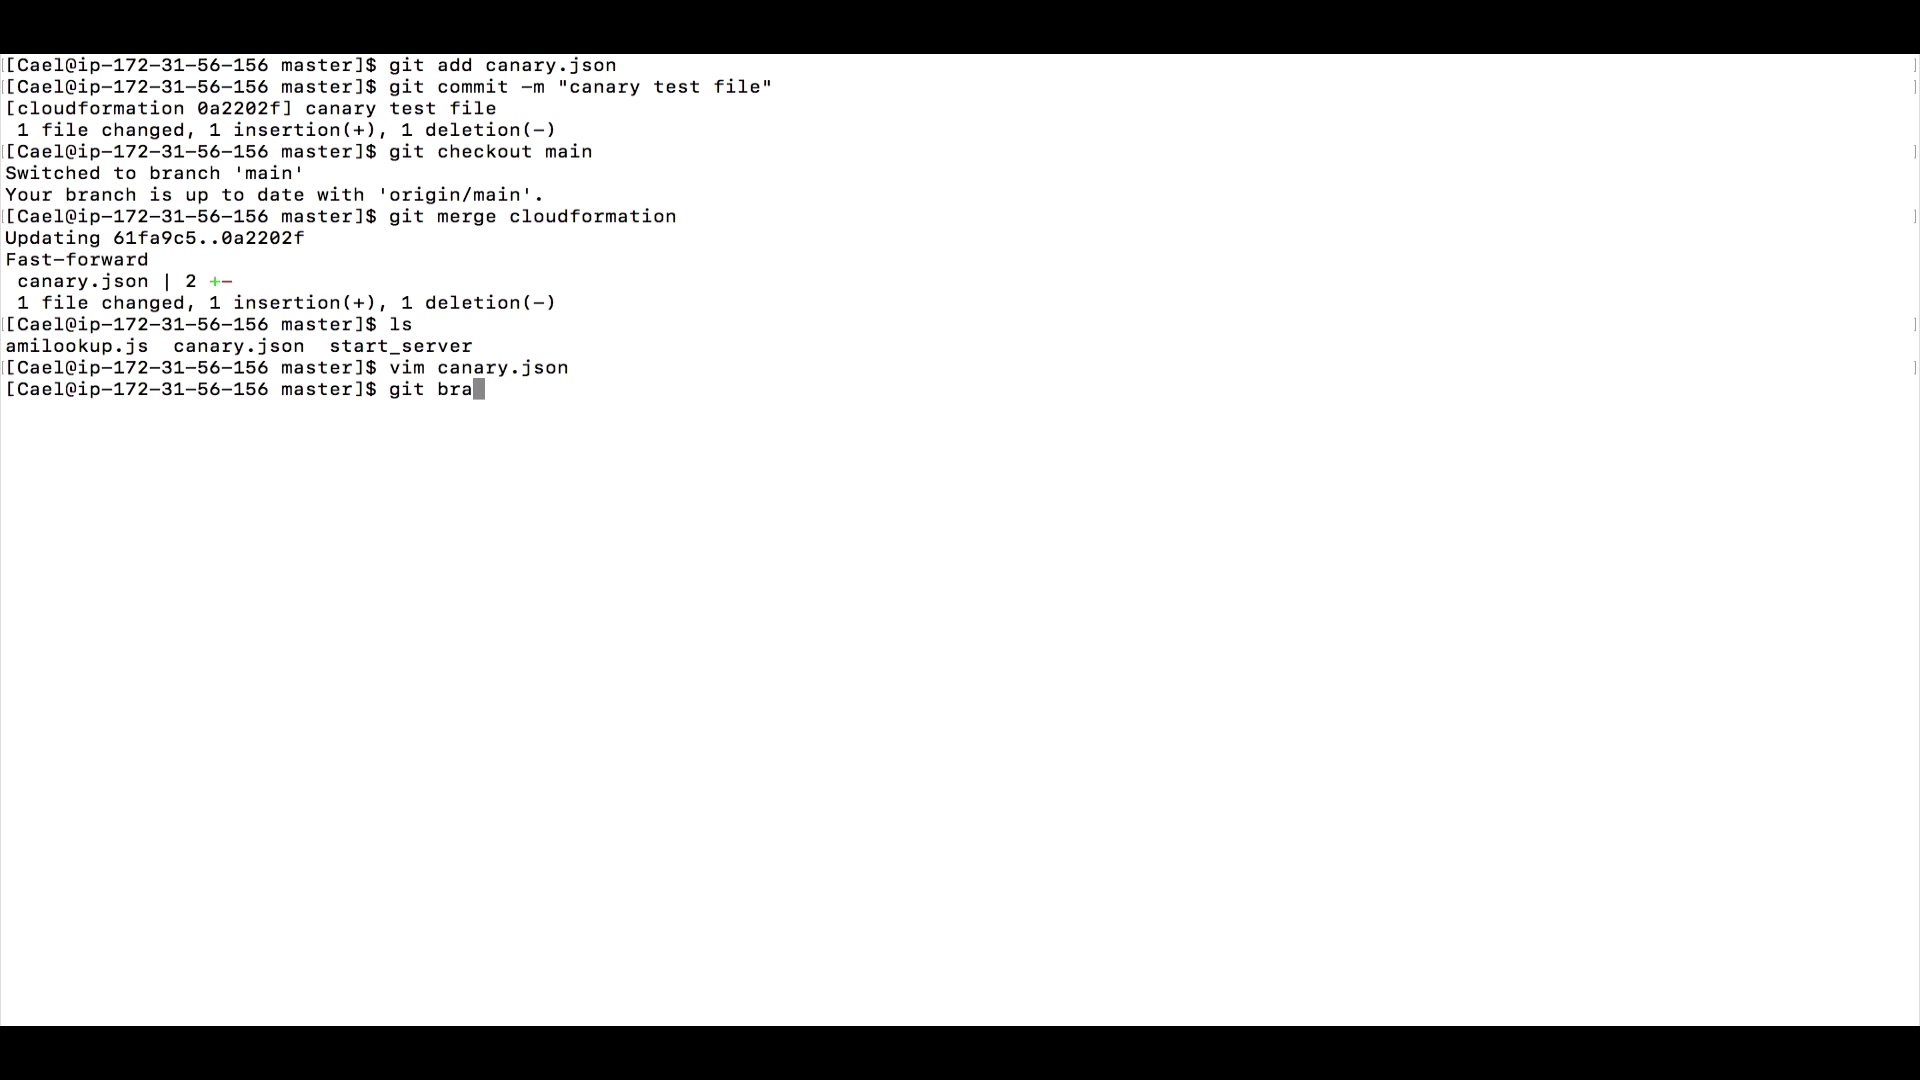 [Cael@ip-172-31-56-156 master]$ git add canary.json
[Cael@ip-172-31-56-156 master]$ git commit -m "canary test file"
[cloudformation 0a2202f] canary test file
 1 file changed, 1 insertion(+), 1 deletion(-)
[Cael@ip-172-31-56-156 master]$ git checkout main
Switched to branch 'main'
Your branch is up to date with 'origin/main'.
[Cael@ip-172-31-56-156 master]$ git merge cloudformation
Updating 61fa9c5..0a2202f
Fast-forward
 canary.json | 2 +-
 1 file changed, 1 insertion(+), 1 deletion(-)
[Cael@ip-172-31-56-156 master]$ ls
amilookup.js  canary.json  start_server
[Cael@ip-172-31-56-156 master]$ vim canary.json
[Cael@ip-172-31-56-156 master]$ git bra